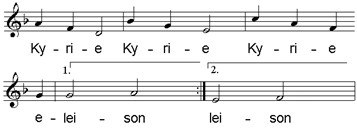 Ky - ri - e Ky - ri - e Ky - ri - e
1. 2.
e - lei - son lei - son